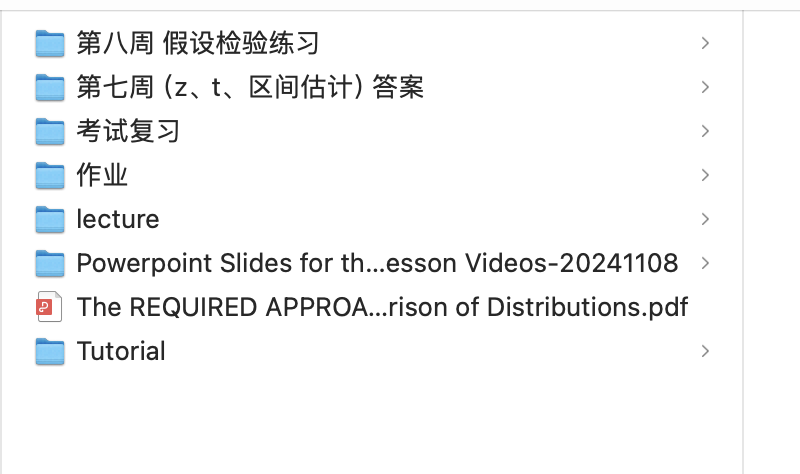 第八周 假设检验练习
第七周（z、t、区间估计）答案
考试复习
作业
lecture
Powerpoint Slides for th...esson Videos-20241108
The REQUIRED APPROA...rison of Distributions.pdf
Tutorial